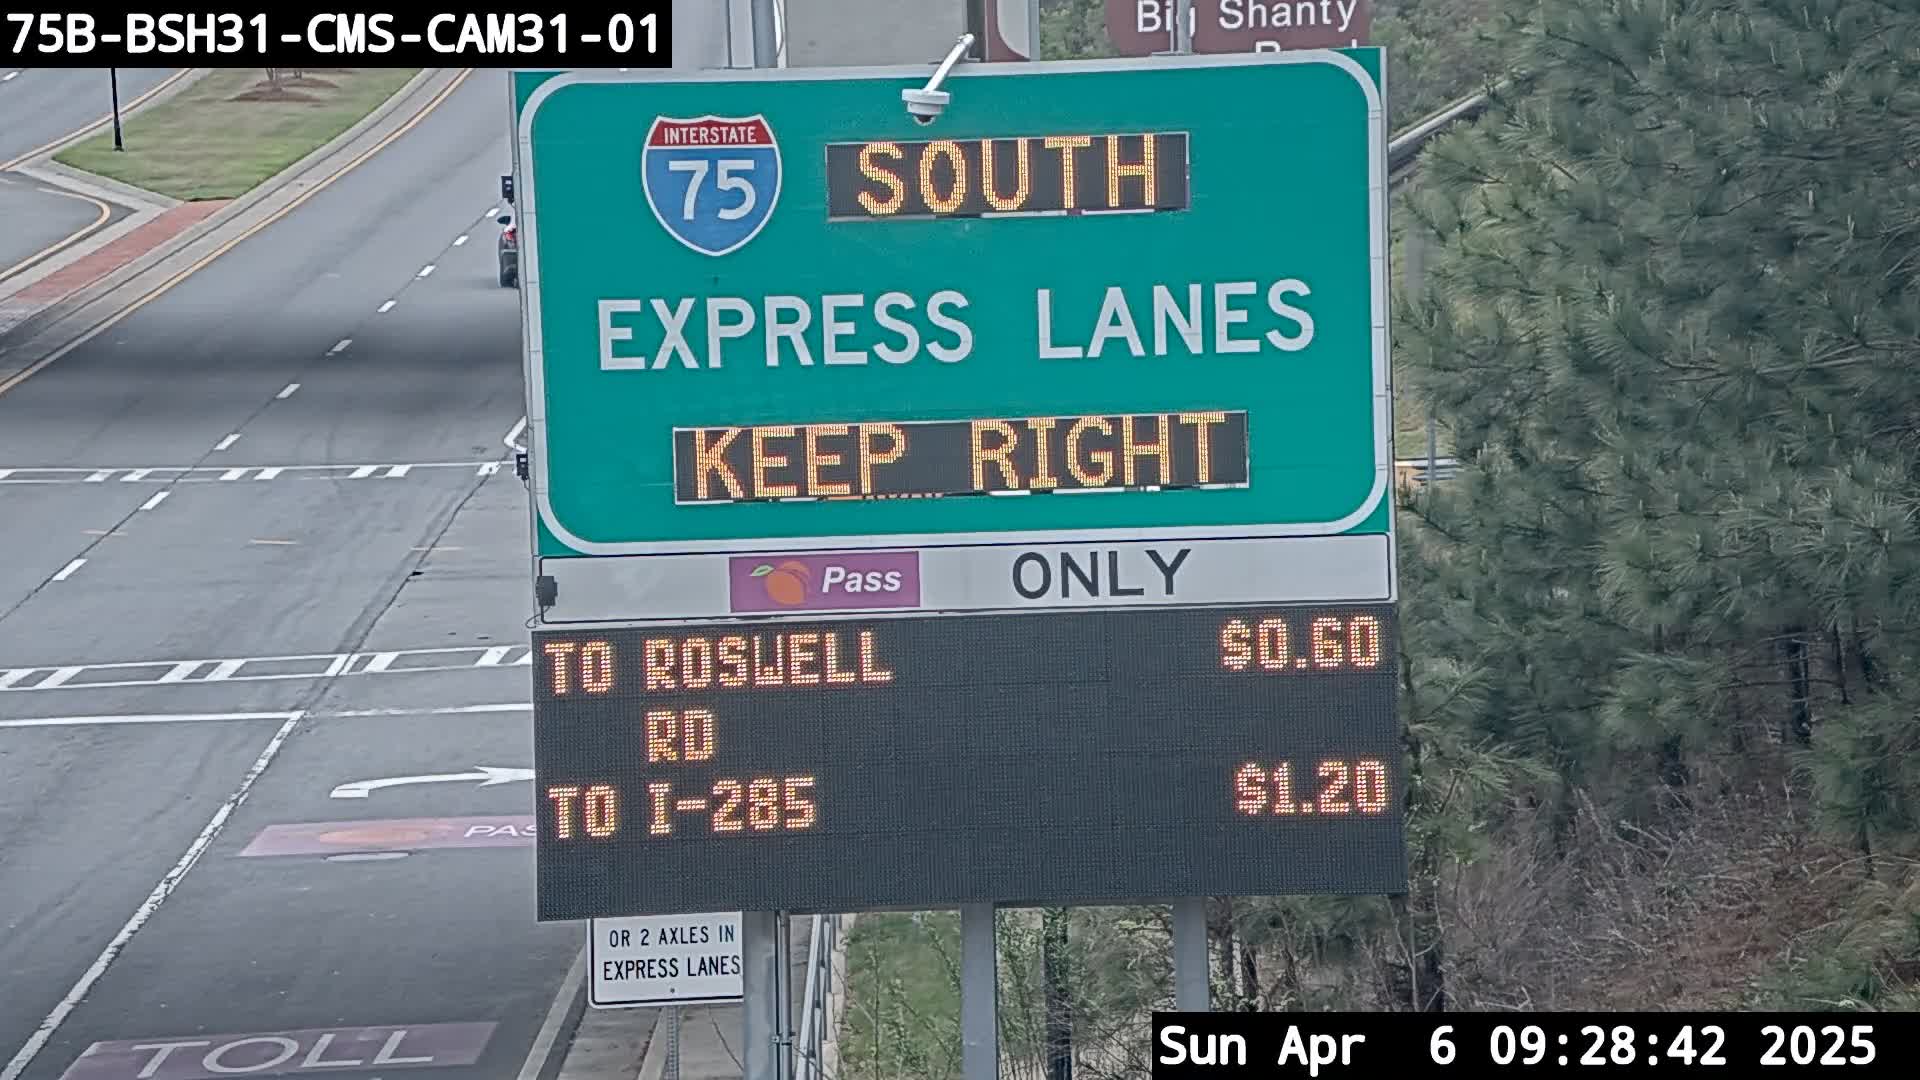 75B-BSH31-CMS-CAM31-01
Big Shanty
Road
INTERSTATE
75
SOUTH
EXPRESS LANES
KEEP RIGHT
Pass ONLY
TO ROSWELL $0.60
RD
TO I-285 $1.20
PAS
OR 2 AXLES IN
EXPRESS LANES
TOLL
Sun Apr 6 09:28:42 2025